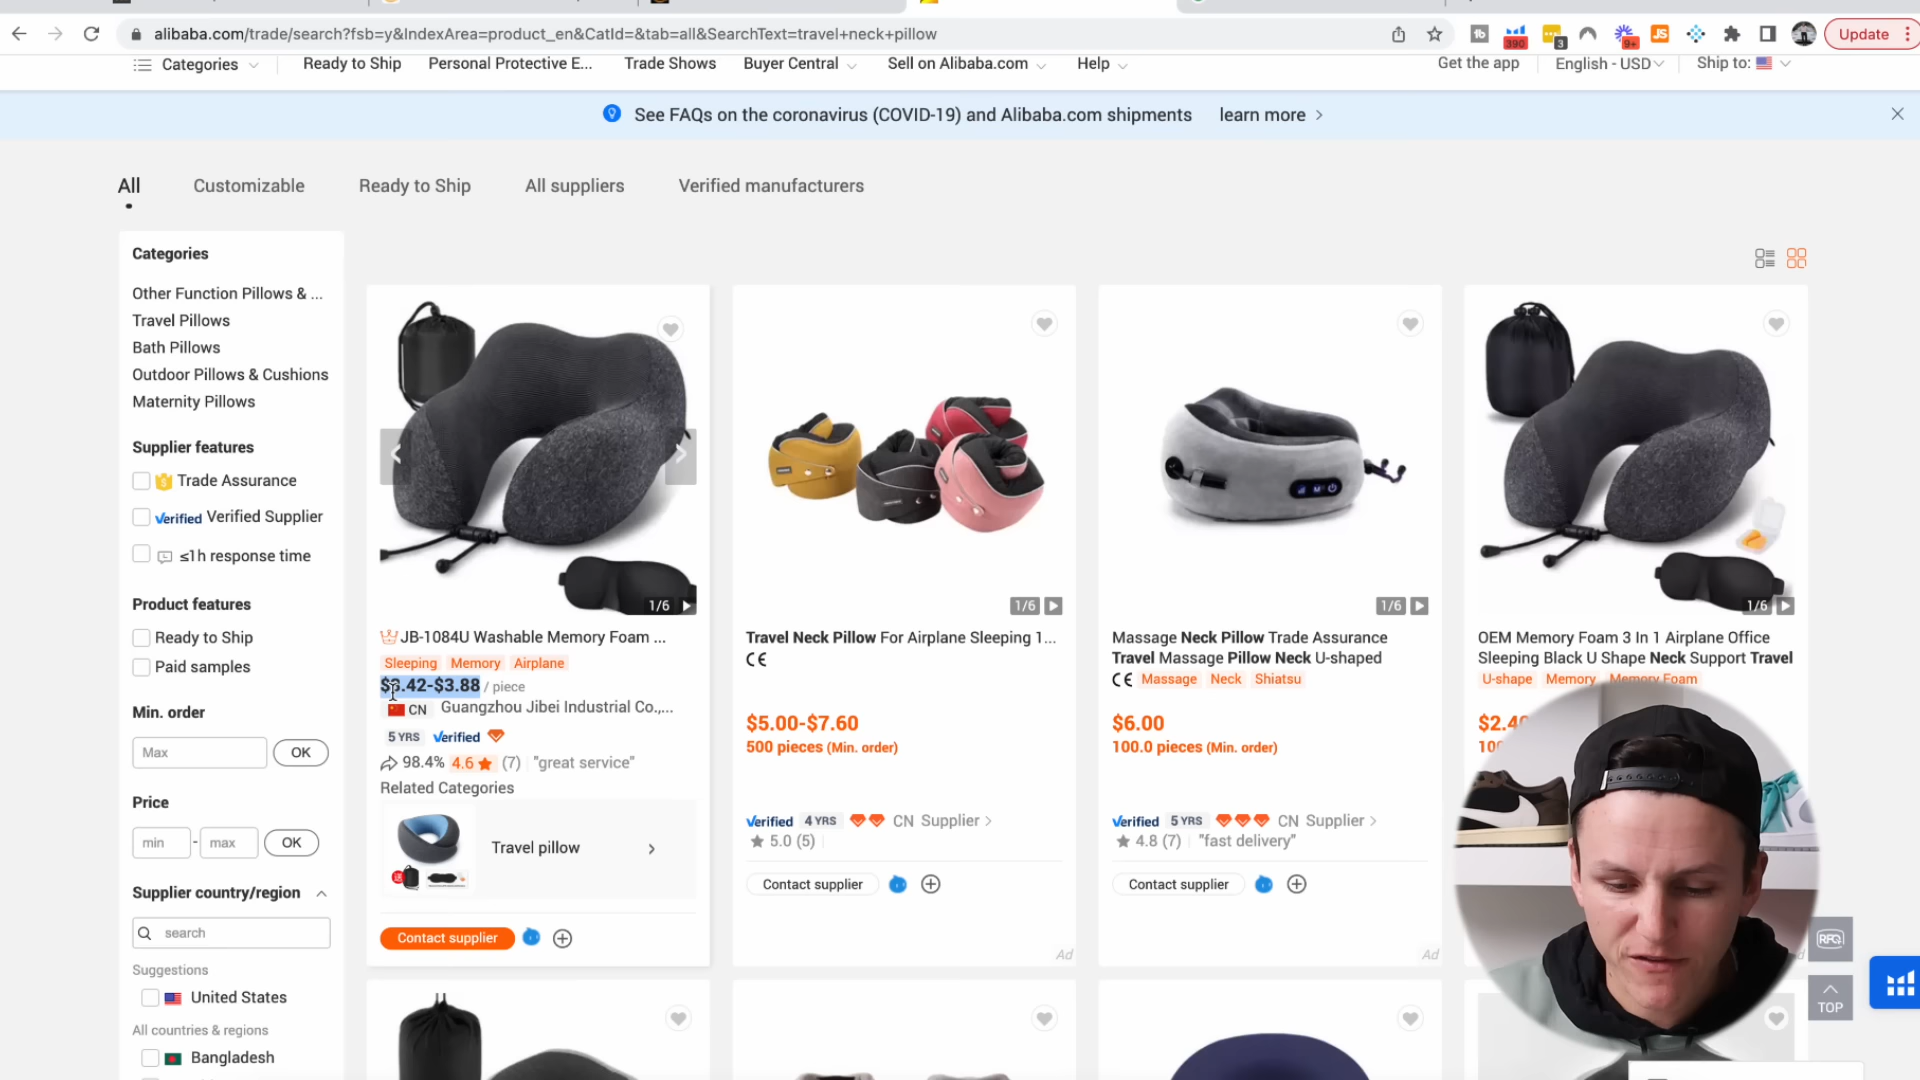 alibaba.com/trade/search?fsb=y&IndexArea=product_en&CatId=&tab=all&SearchText=travel+neck+pillow
390
3
9+
JS
Update
Categories
Ready to Ship
Personal Protective E...
Trade Shows
Buyer Central
Sell on Alibaba.com
Help
Get the app
English - USD
Ship to:
See FAQs on the coronavirus (COVID-19) and Alibaba.com shipments learn more
All
Customizable
Ready to Ship
All suppliers
Verified manufacturers
Categories
Other Function Pillows & ...
Travel Pillows
Bath Pillows
Outdoor Pillows & Cushions
Maternity Pillows
Supplier features
Trade Assurance
Verified Verified Supplier
≤1h response time
Product features
Ready to Ship
Paid samples
Min. order
Max
OK
Price
min - max
OK
Supplier country/region
search
Suggestions
United States
All countries & regions
Bangladesh
1/6
JB-1084U Washable Memory Foam ...
Sleeping Memory Airplane
$3.42-$3.88 / piece
CN Guangzhou Jibei Industrial Co.,...
5 YRS Verified
98.4% 4.6 (7) "great service"
Related Categories
Travel pillow
Contact supplier
1/6
Travel Neck Pillow For Airplane Sleeping 1...
CE
$5.00-$7.60
500 pieces (Min. order)
Verified 4 YRS CN Supplier
5.0 (5)
Contact supplier
Ad
1/6
Massage Neck Pillow Trade Assurance
Travel Massage Pillow Neck U-shaped
CE Massage Neck Shiatsu
$6.00
100.0 pieces (Min. order)
Verified 5 YRS CN Supplier
4.8 (7) "fast delivery"
Contact supplier
Ad
1/6
OEM Memory Foam 3 In 1 Airplane Office
Sleeping Black U Shape Neck Support Travel
U-shape Memory Memory Foam
RFQ
TOP